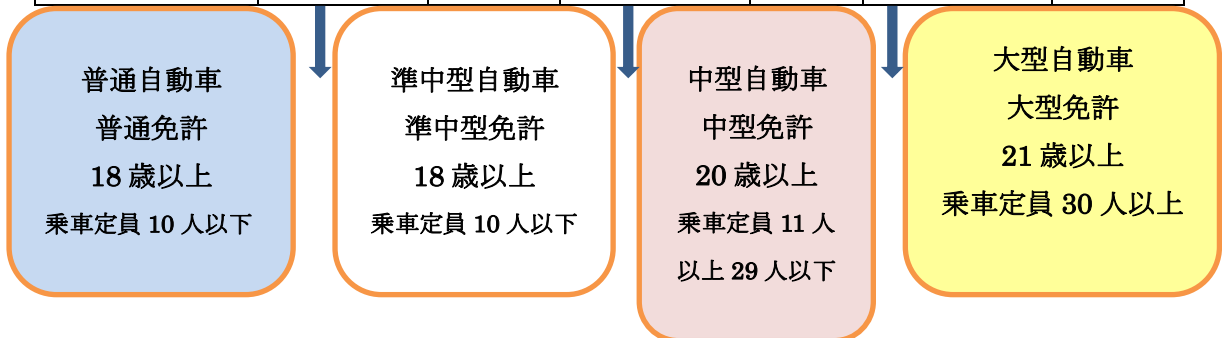 普通自動車
普通免許
18 歳以上
乗車定員 10 人以下
準中型自動車
準中型免許
18 歳以上
乗車定員 10 人以下
中型自動車
中型免許
20 歳以上
乗車定員 11 人
以上 29 人以下
大型自動車
大型免許
21 歳以上
乗車定員 30 人以上